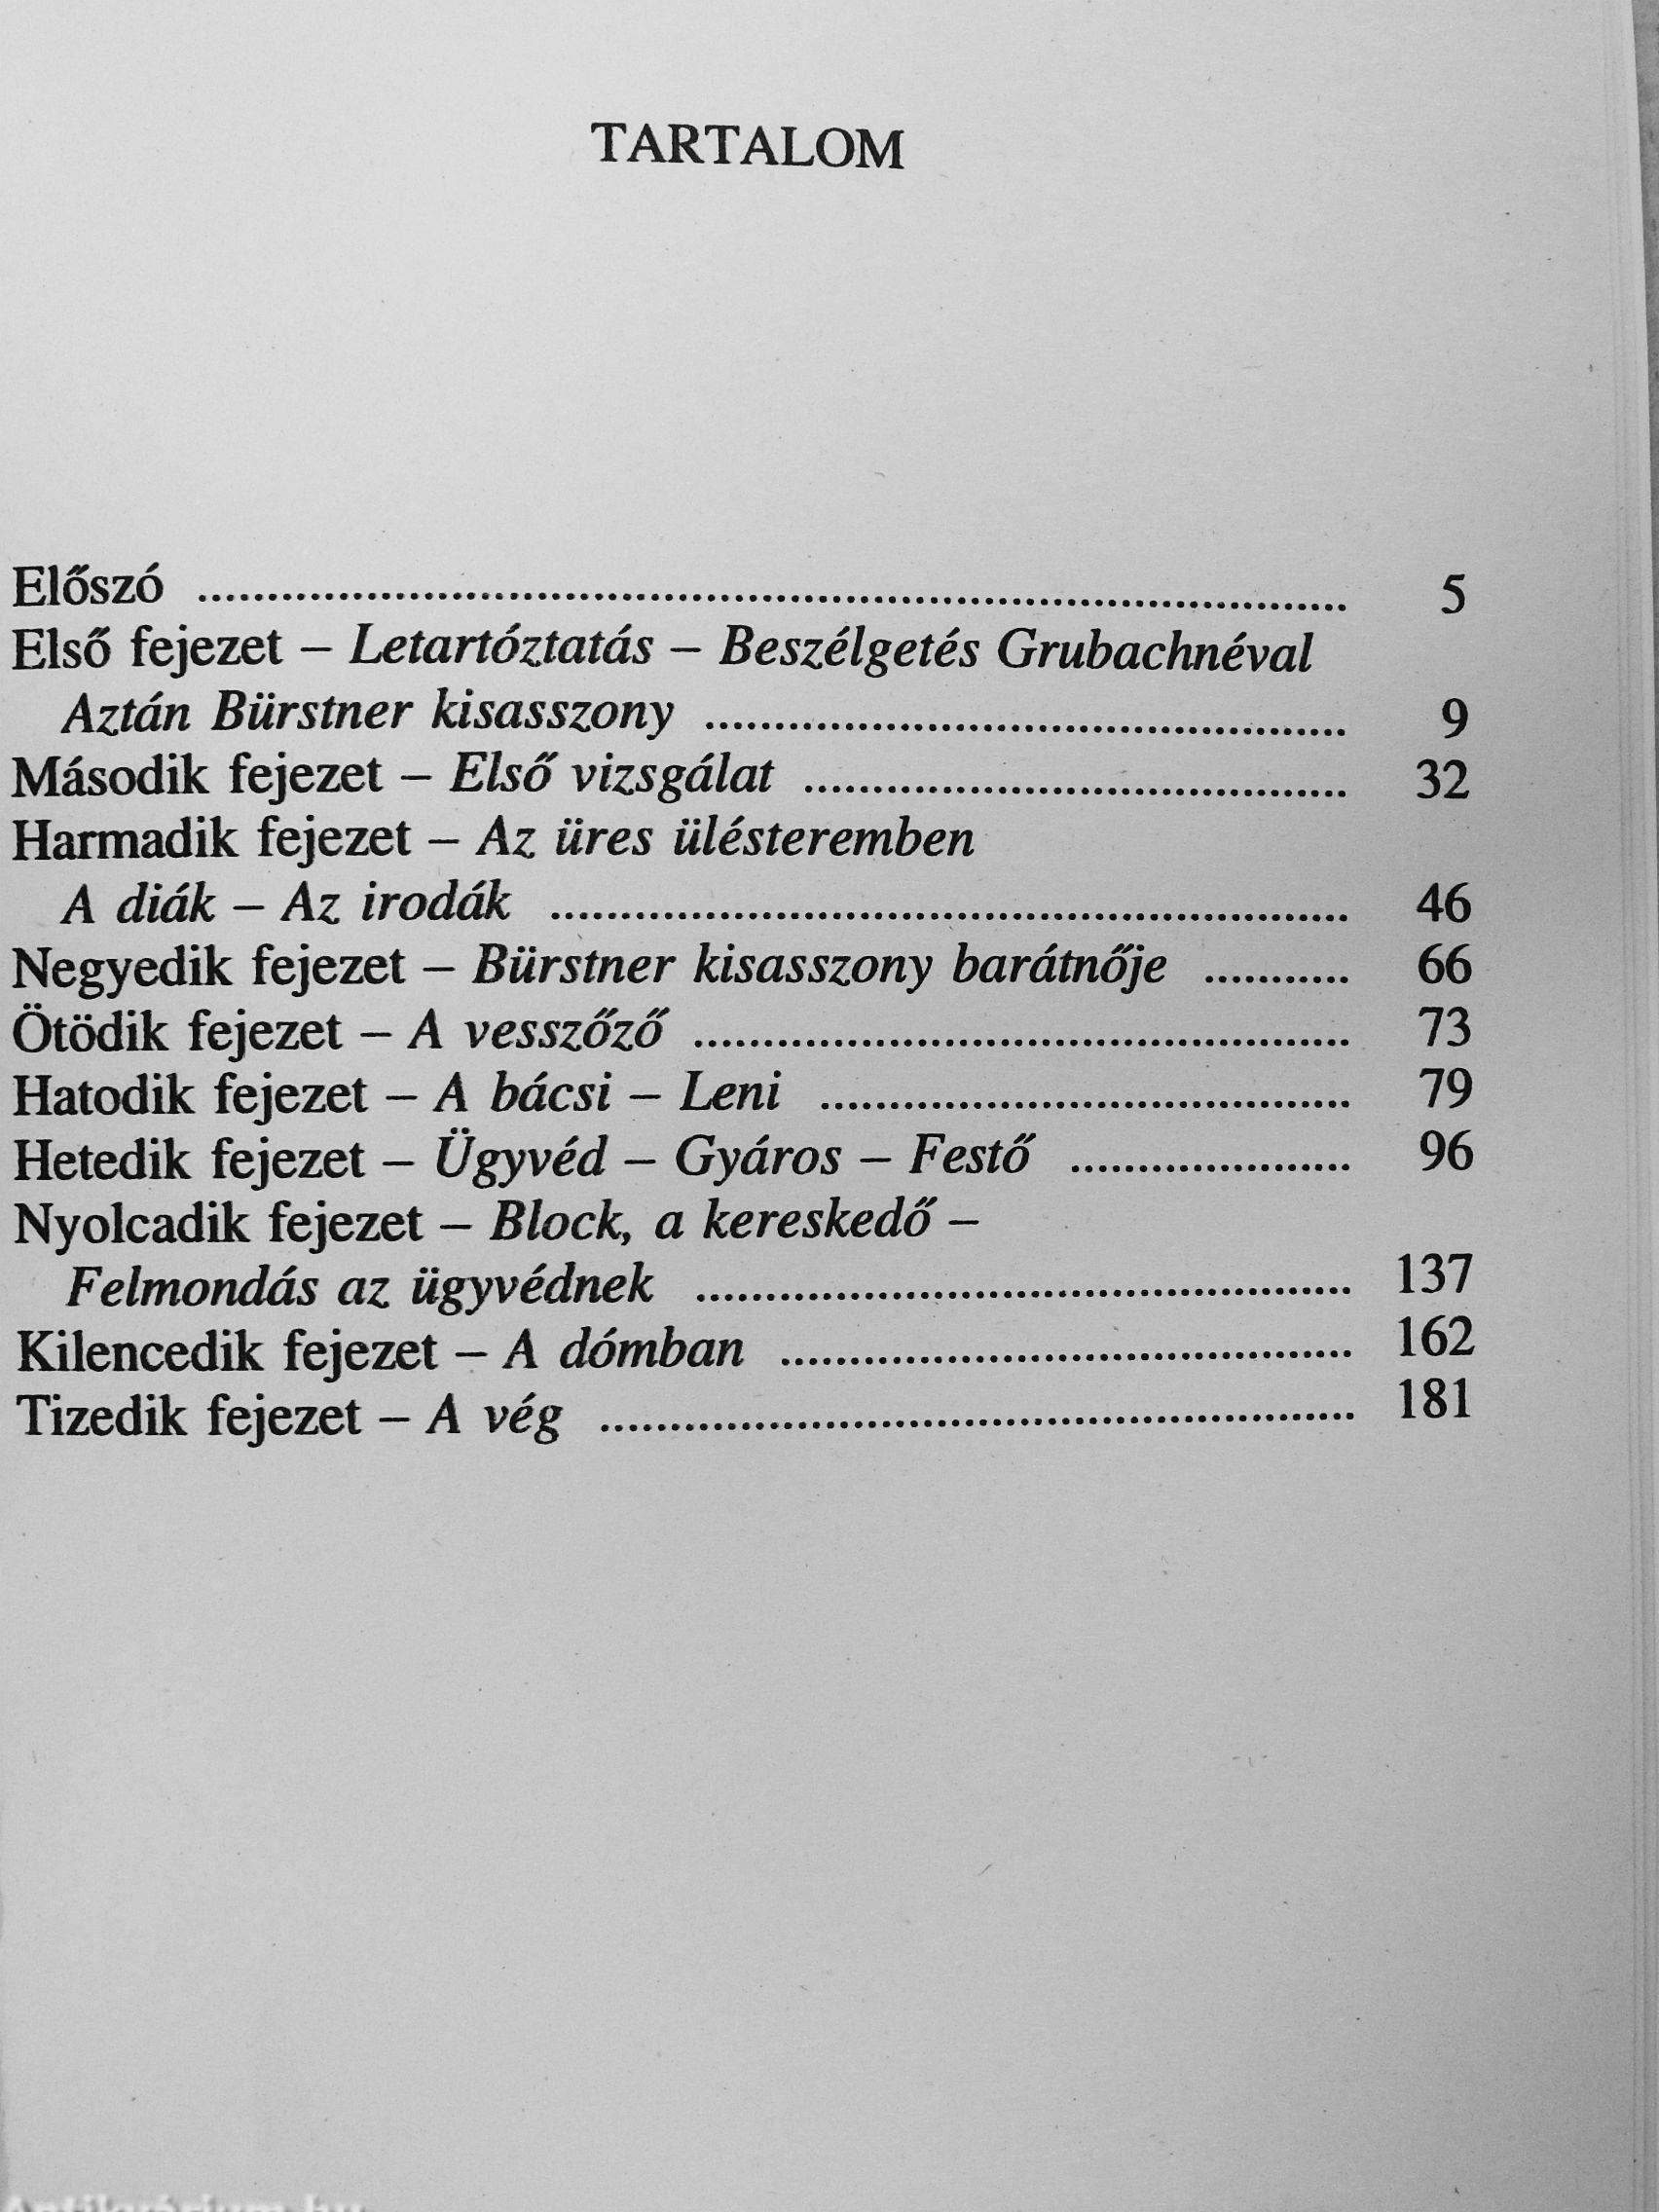 TARTALOM
Előszó ........ 5
Első fejezet – Letartóztatás – Beszélgetés Grubachnéval
Aztán Bürstner kisasszony ........ 9
Második fejezet – Első vizsgálat ........ 32
Harmadik fejezet – Az üres ülésteremben
A diák – Az irodák ........ 46
Negyedik fejezet – Bürstner kisasszony barátnője ........ 66
Ötödik fejezet – A vesszőző ........ 73
Hatodik fejezet – A bácsi – Leni ........ 79
Hetedik fejezet – Ügyvéd – Gyáros – Festő ........ 96
Nyolcadik fejezet – Block, a kereskedő –
Felmondás az ügyvédnek ........ 137
Kilencedik fejezet – A dómban ........ 162
Tizedik fejezet – A vég ........ 181